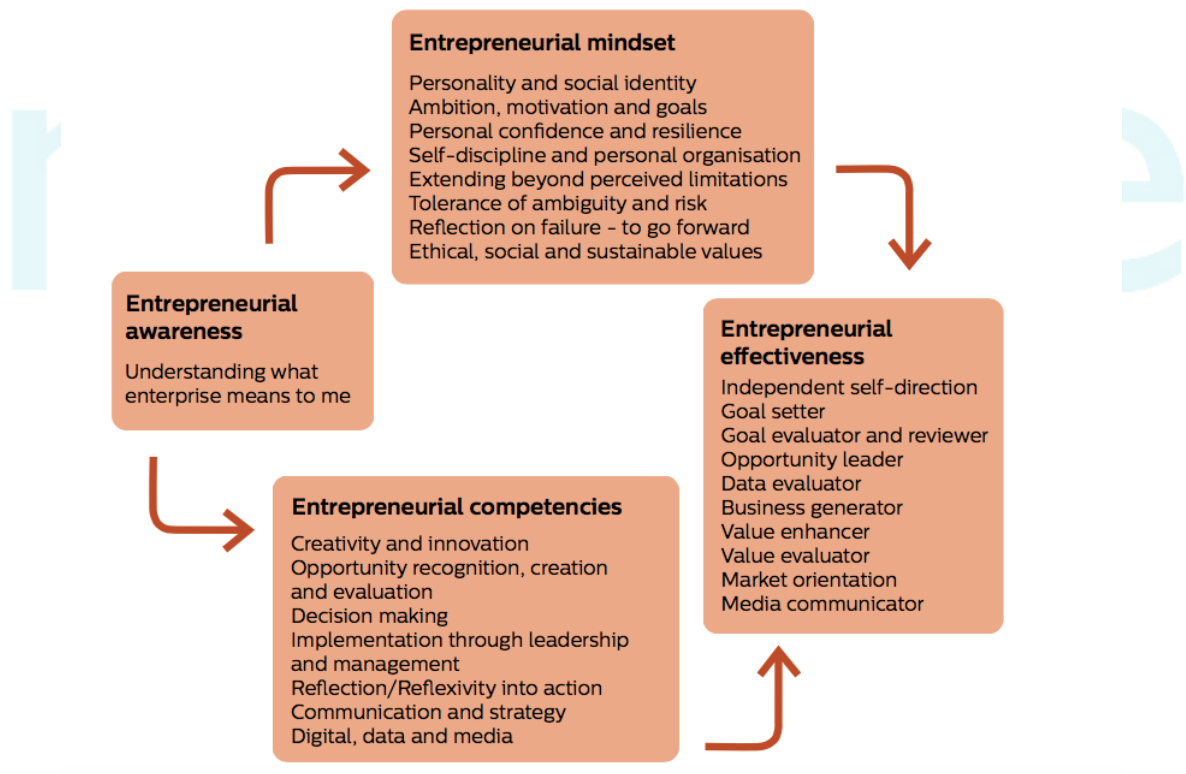 Entrepreneurial mindset
Personality and social identity
Ambition, motivation and goals
Personal confidence and resilience
Self-discipline and personal organisation
Extending beyond perceived limitations
Tolerance of ambiguity and risk
Reflection on failure - to go forward
Ethical, social and sustainable values
Entrepreneurial
awareness
Understanding what
enterprise means to me
Entrepreneurial competencies
Creativity and innovation
Opportunity recognition, creation
and evaluation
Decision making
Implementation through leadership
and management
Reflection/Reflexivity into action
Communication and strategy
Digital, data and media
Entrepreneurial
effectiveness
Independent self-direction
Goal setter
Goal evaluator and reviewer
Opportunity leader
Data evaluator
Business generator
Value enhancer
Value evaluator
Market orientation
Media communicator